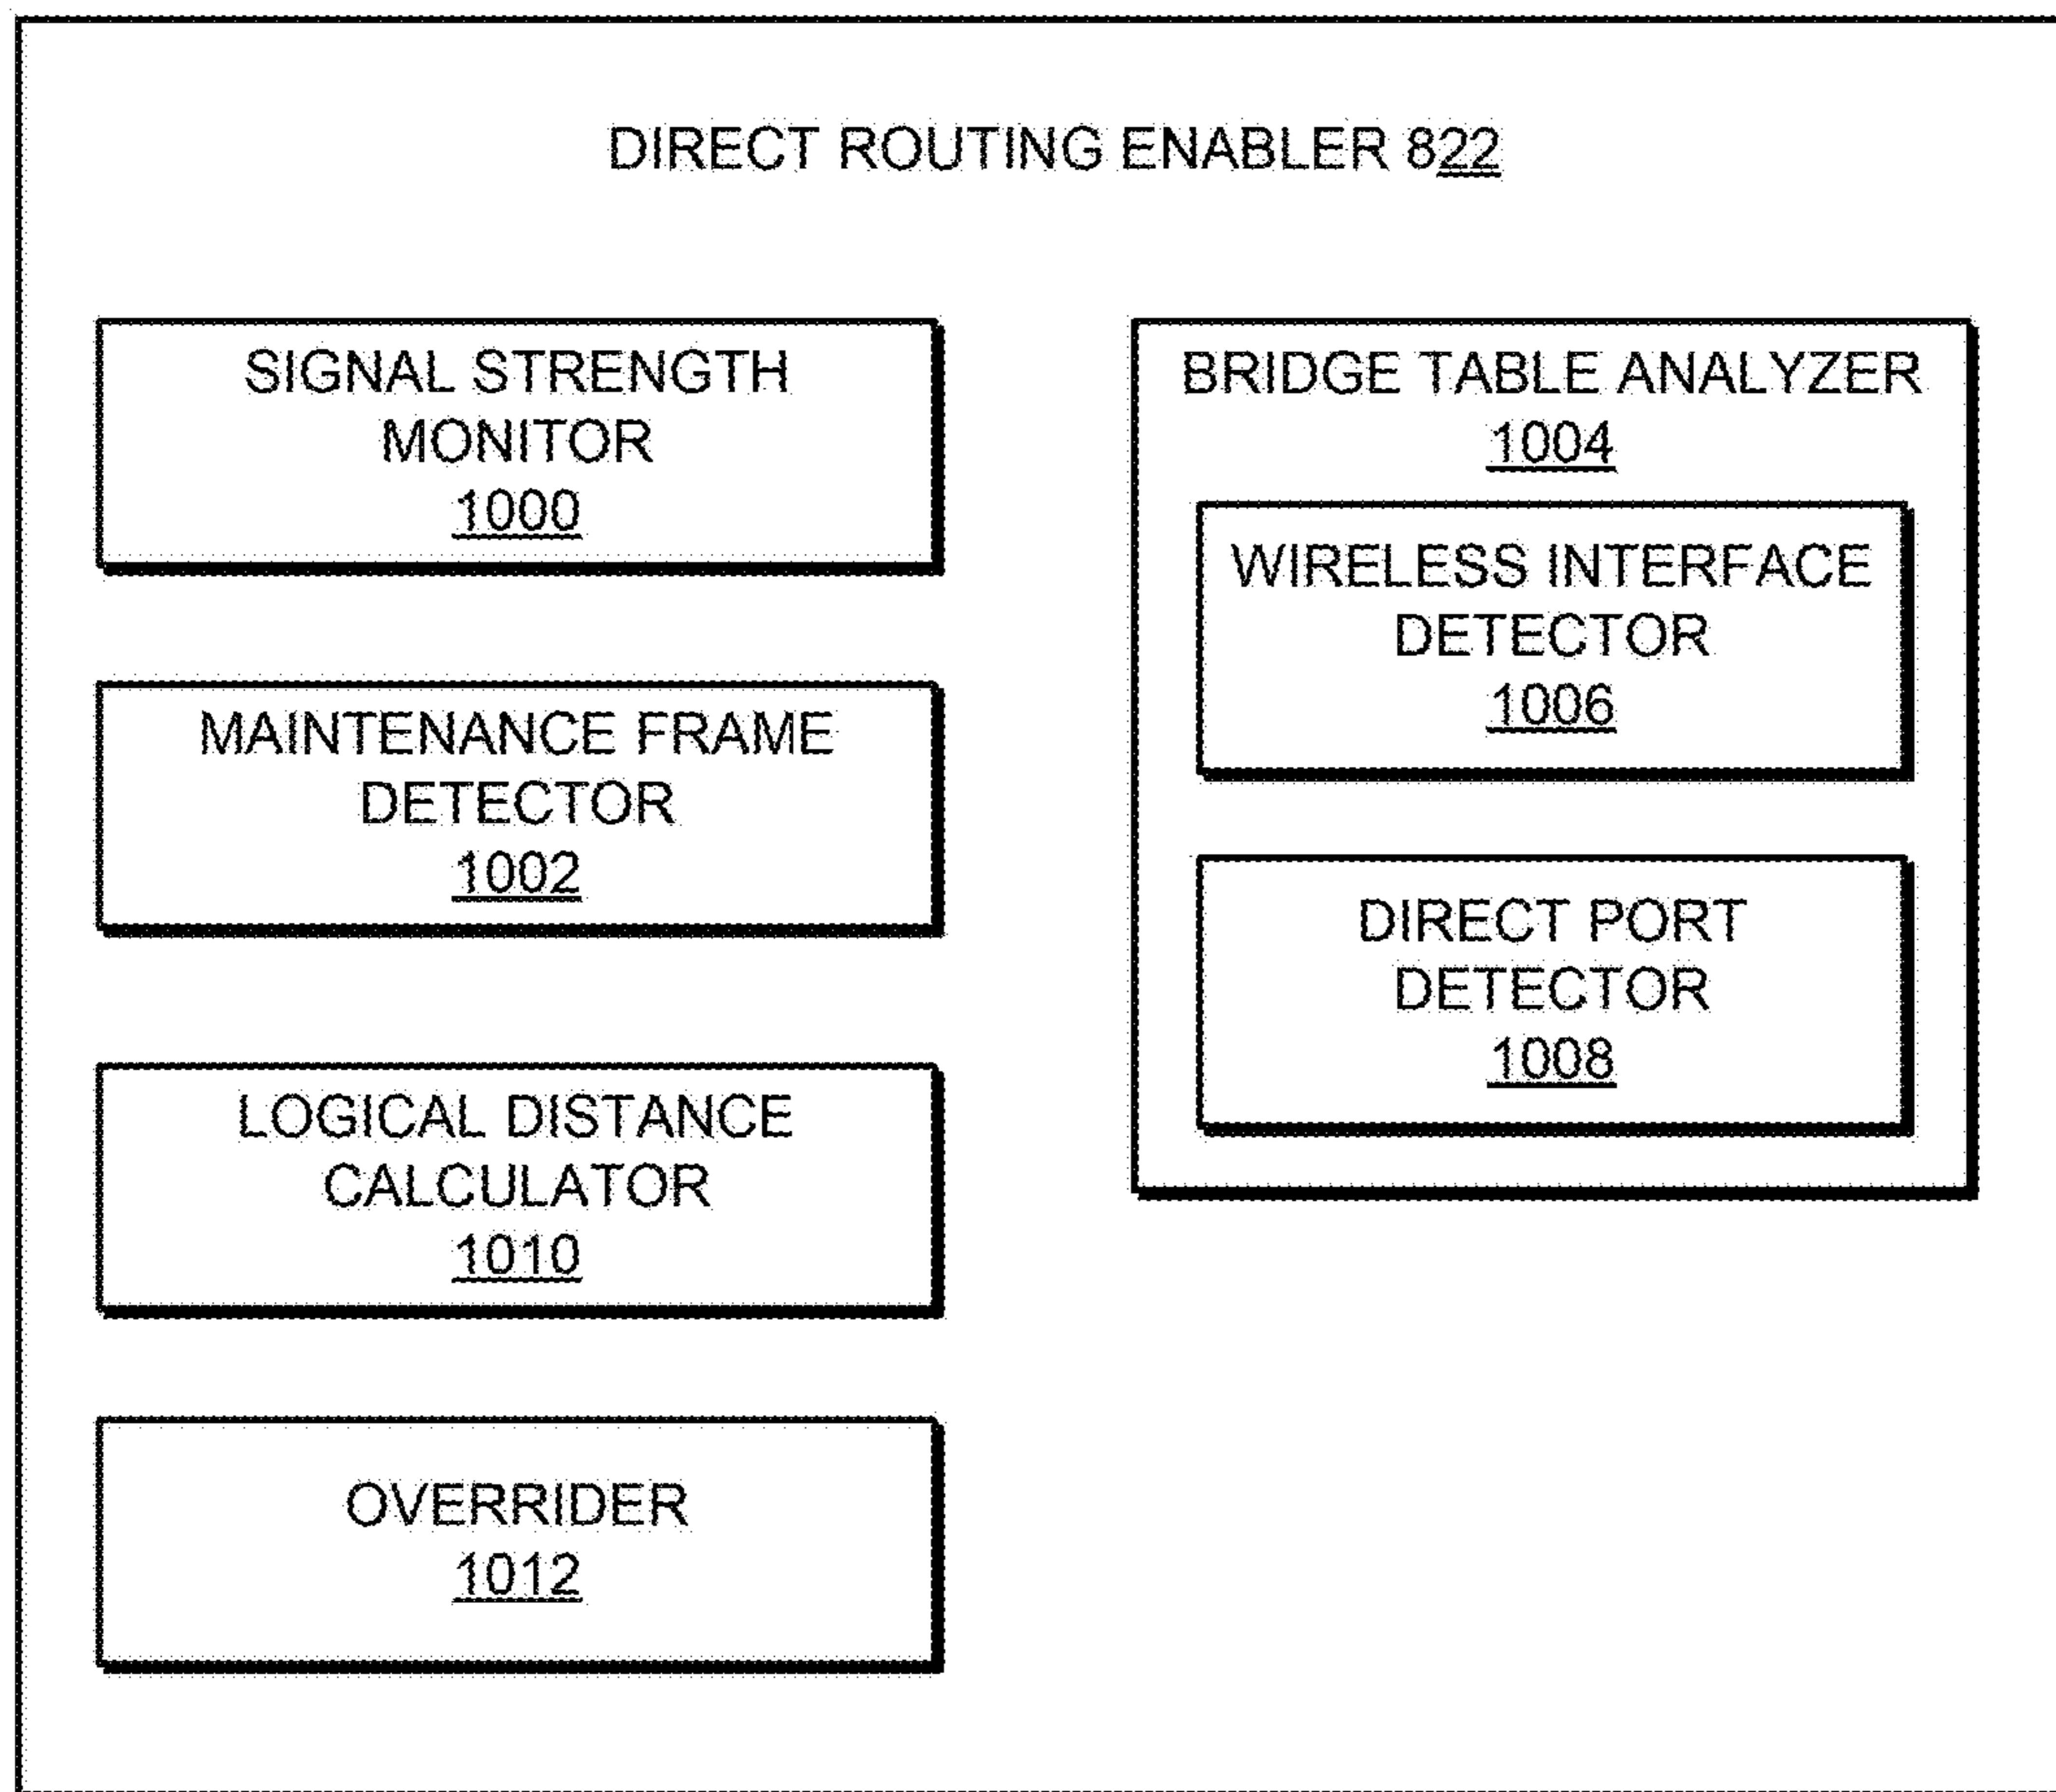 DIRECT ROUTING ENABLER 822
SIGNAL STRENGTH
MONITOR
1000
MAINTENANCE FRAME
DETECTOR
1002
LOGICAL DISTANCE
CALCULATOR
1010
OVERRIDER
1012
BRIDGE TABLE ANALYZER
1004
WIRELESS INTERFACE
DETECTOR
1006
DIRECT PORT
DETECTOR
1008